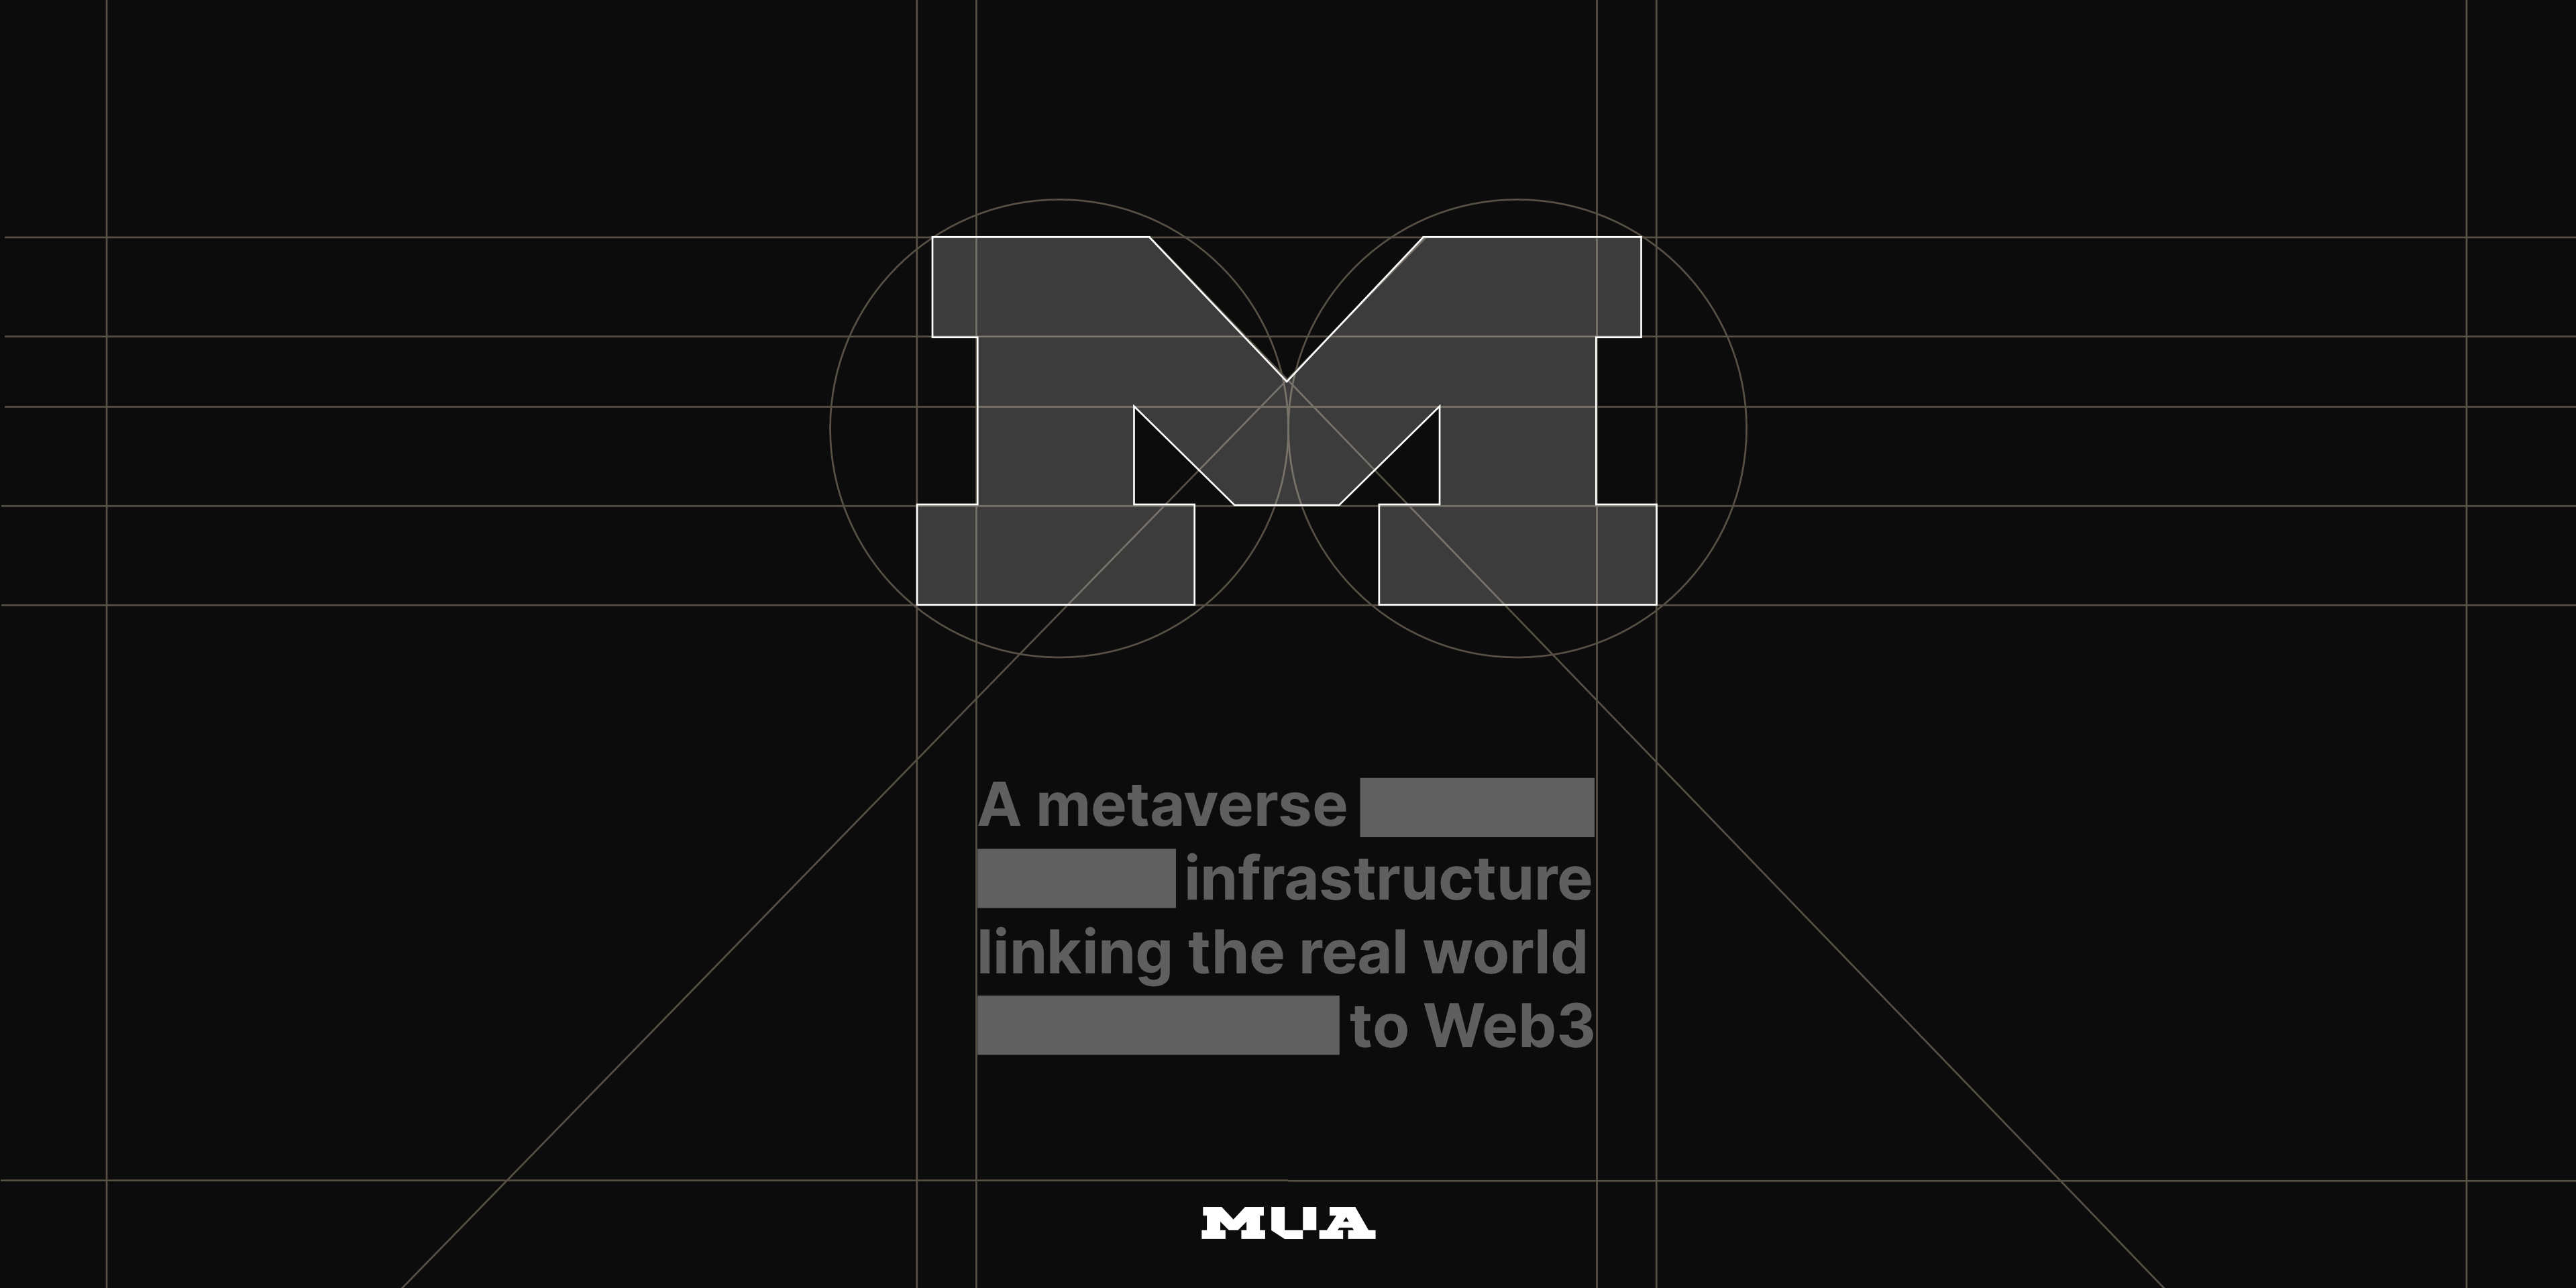 M
A metaverse
infrastructure
linking the real world
to Web3
MUA